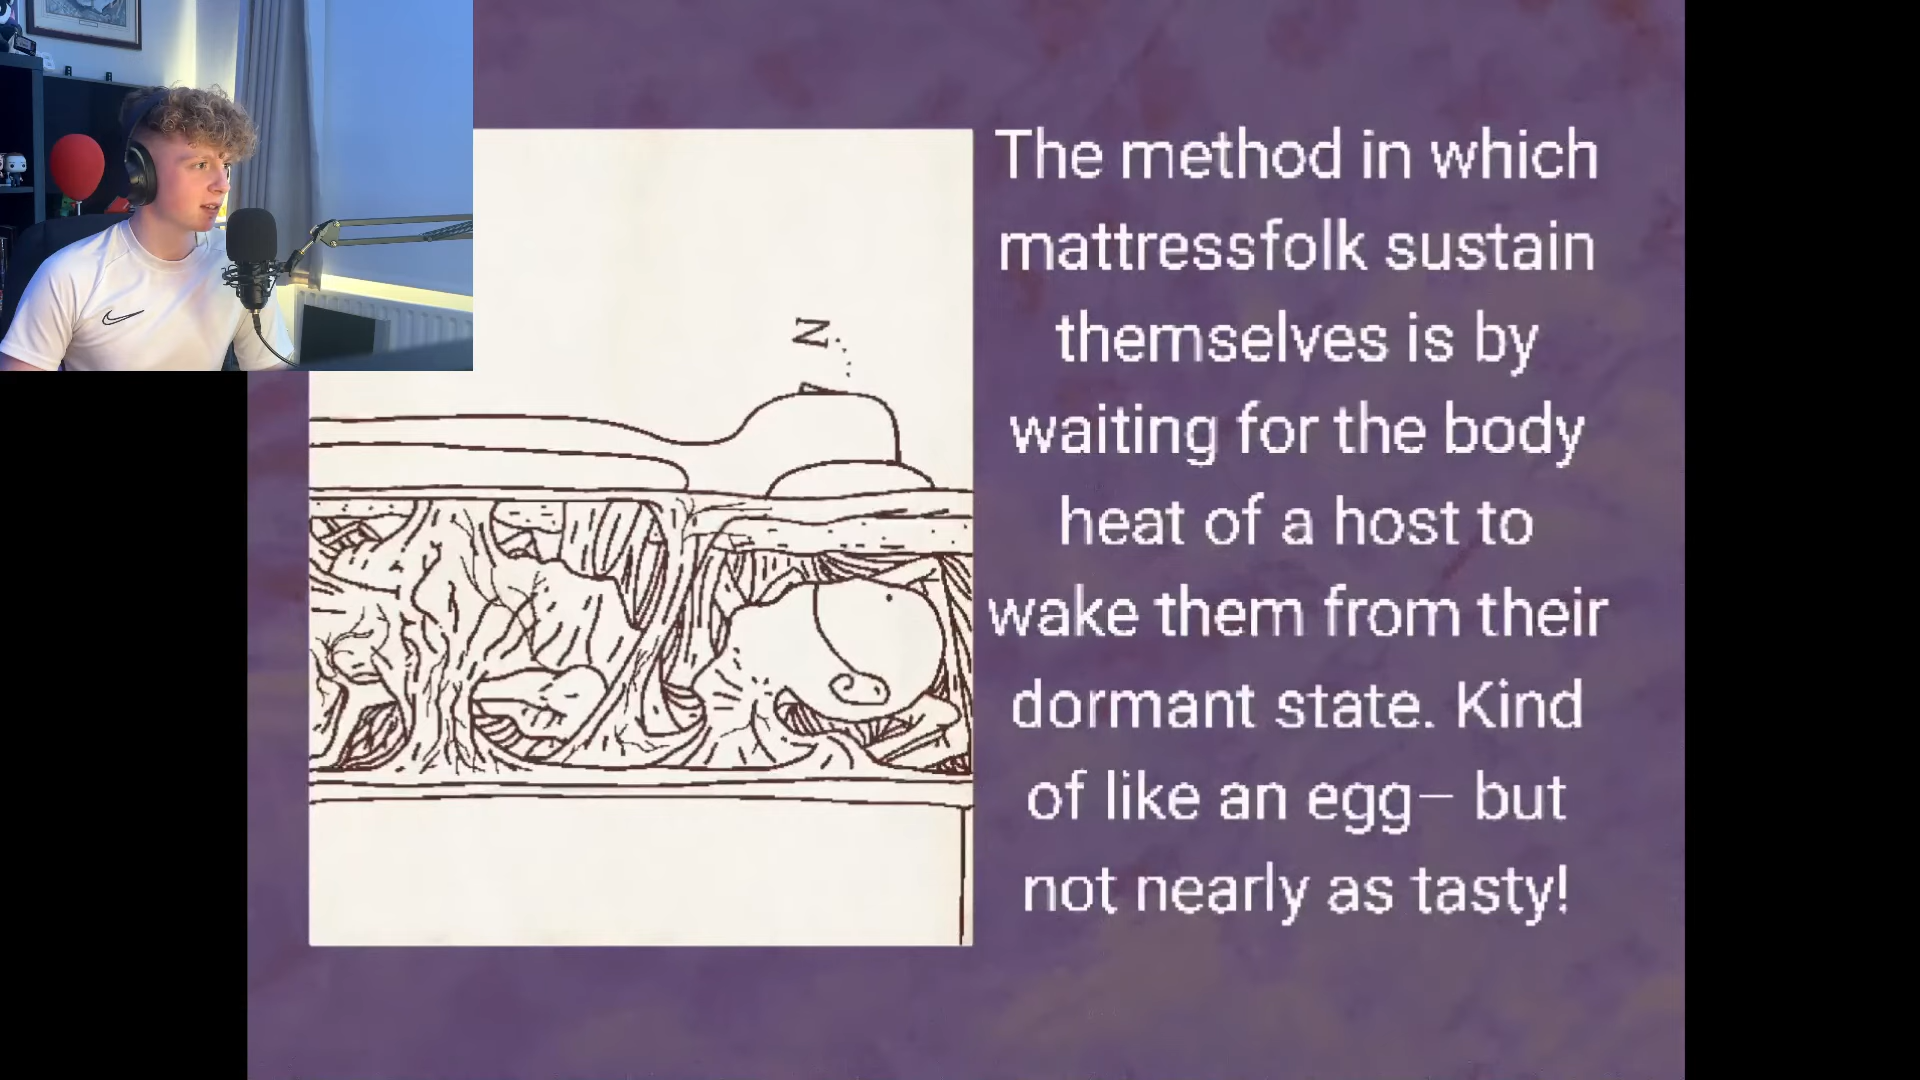 N
The method in which
mattressfolk sustain
themselves is by
waiting for the body
heat of a host to
wake them from their
dormant state. Kind
of like an egg– but
not nearly as tasty!